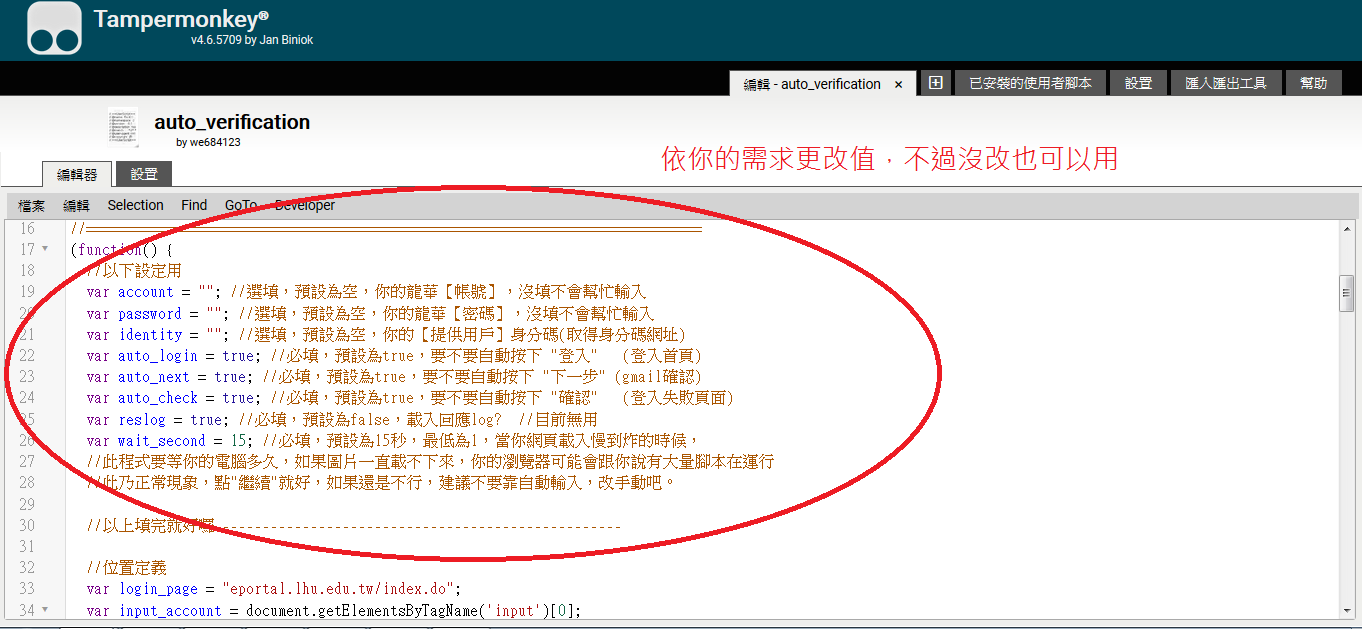 Tampermonkey®
v4.6.5709 by Jan Biniok
編輯 - auto_verification × 已安裝的使用者腳本 設置 匯入匯出工具 幫助
auto_verification
by we684123
依你的需求更改值，不過沒改也可以用
編輯器 設置
檔案 編輯 Selection Find GoTo Developer
16 //═══════════════════════════════════════
17 (function() {
18 //以下設定用
19 var account = ""; //選填，預設為空，你的龍華【帳號】，沒填不會幫忙輸入
20 var password = ""; //選填，預設為空，你的龍華【密碼】，沒填不會幫忙輸入
21 var identity = ""; //選填，預設為空，你的【提供用戶】身分碼(取得身分碼網址)
22 var auto_login = true; //必填，預設為true，要不要自動按下 "登入" (登入首頁)
23 var auto_next = true; //必填，預設為true，要不要自動按下 "下一步" (gmail確認)
24 var auto_check = true; //必填，預設為true，要不要自動按下 "確認" (登入失敗頁面)
25 var reslog = true; //必填，預設為false，載入回應log? //目前無用
26 var wait_second = 15; //必填，預設為15秒，最低為1，當你網頁載入慢到炸的時候，
27 //此程式要等你的電腦多久，如果圖片一直載不下來，你的瀏覽器可能會跟你說有大量腳本在運行
28 //此乃正常現象，點"繼續"就好，如果還是不行，建議不要靠自動輸入，改手動吧。
29
30 //以上填完就好囉----------------------------------------------------
31
32 //位置定義
33 var login_page = "eportal.lhu.edu.tw/index.do";
34 var input_account = document.getElementsByTagName('input')[0];